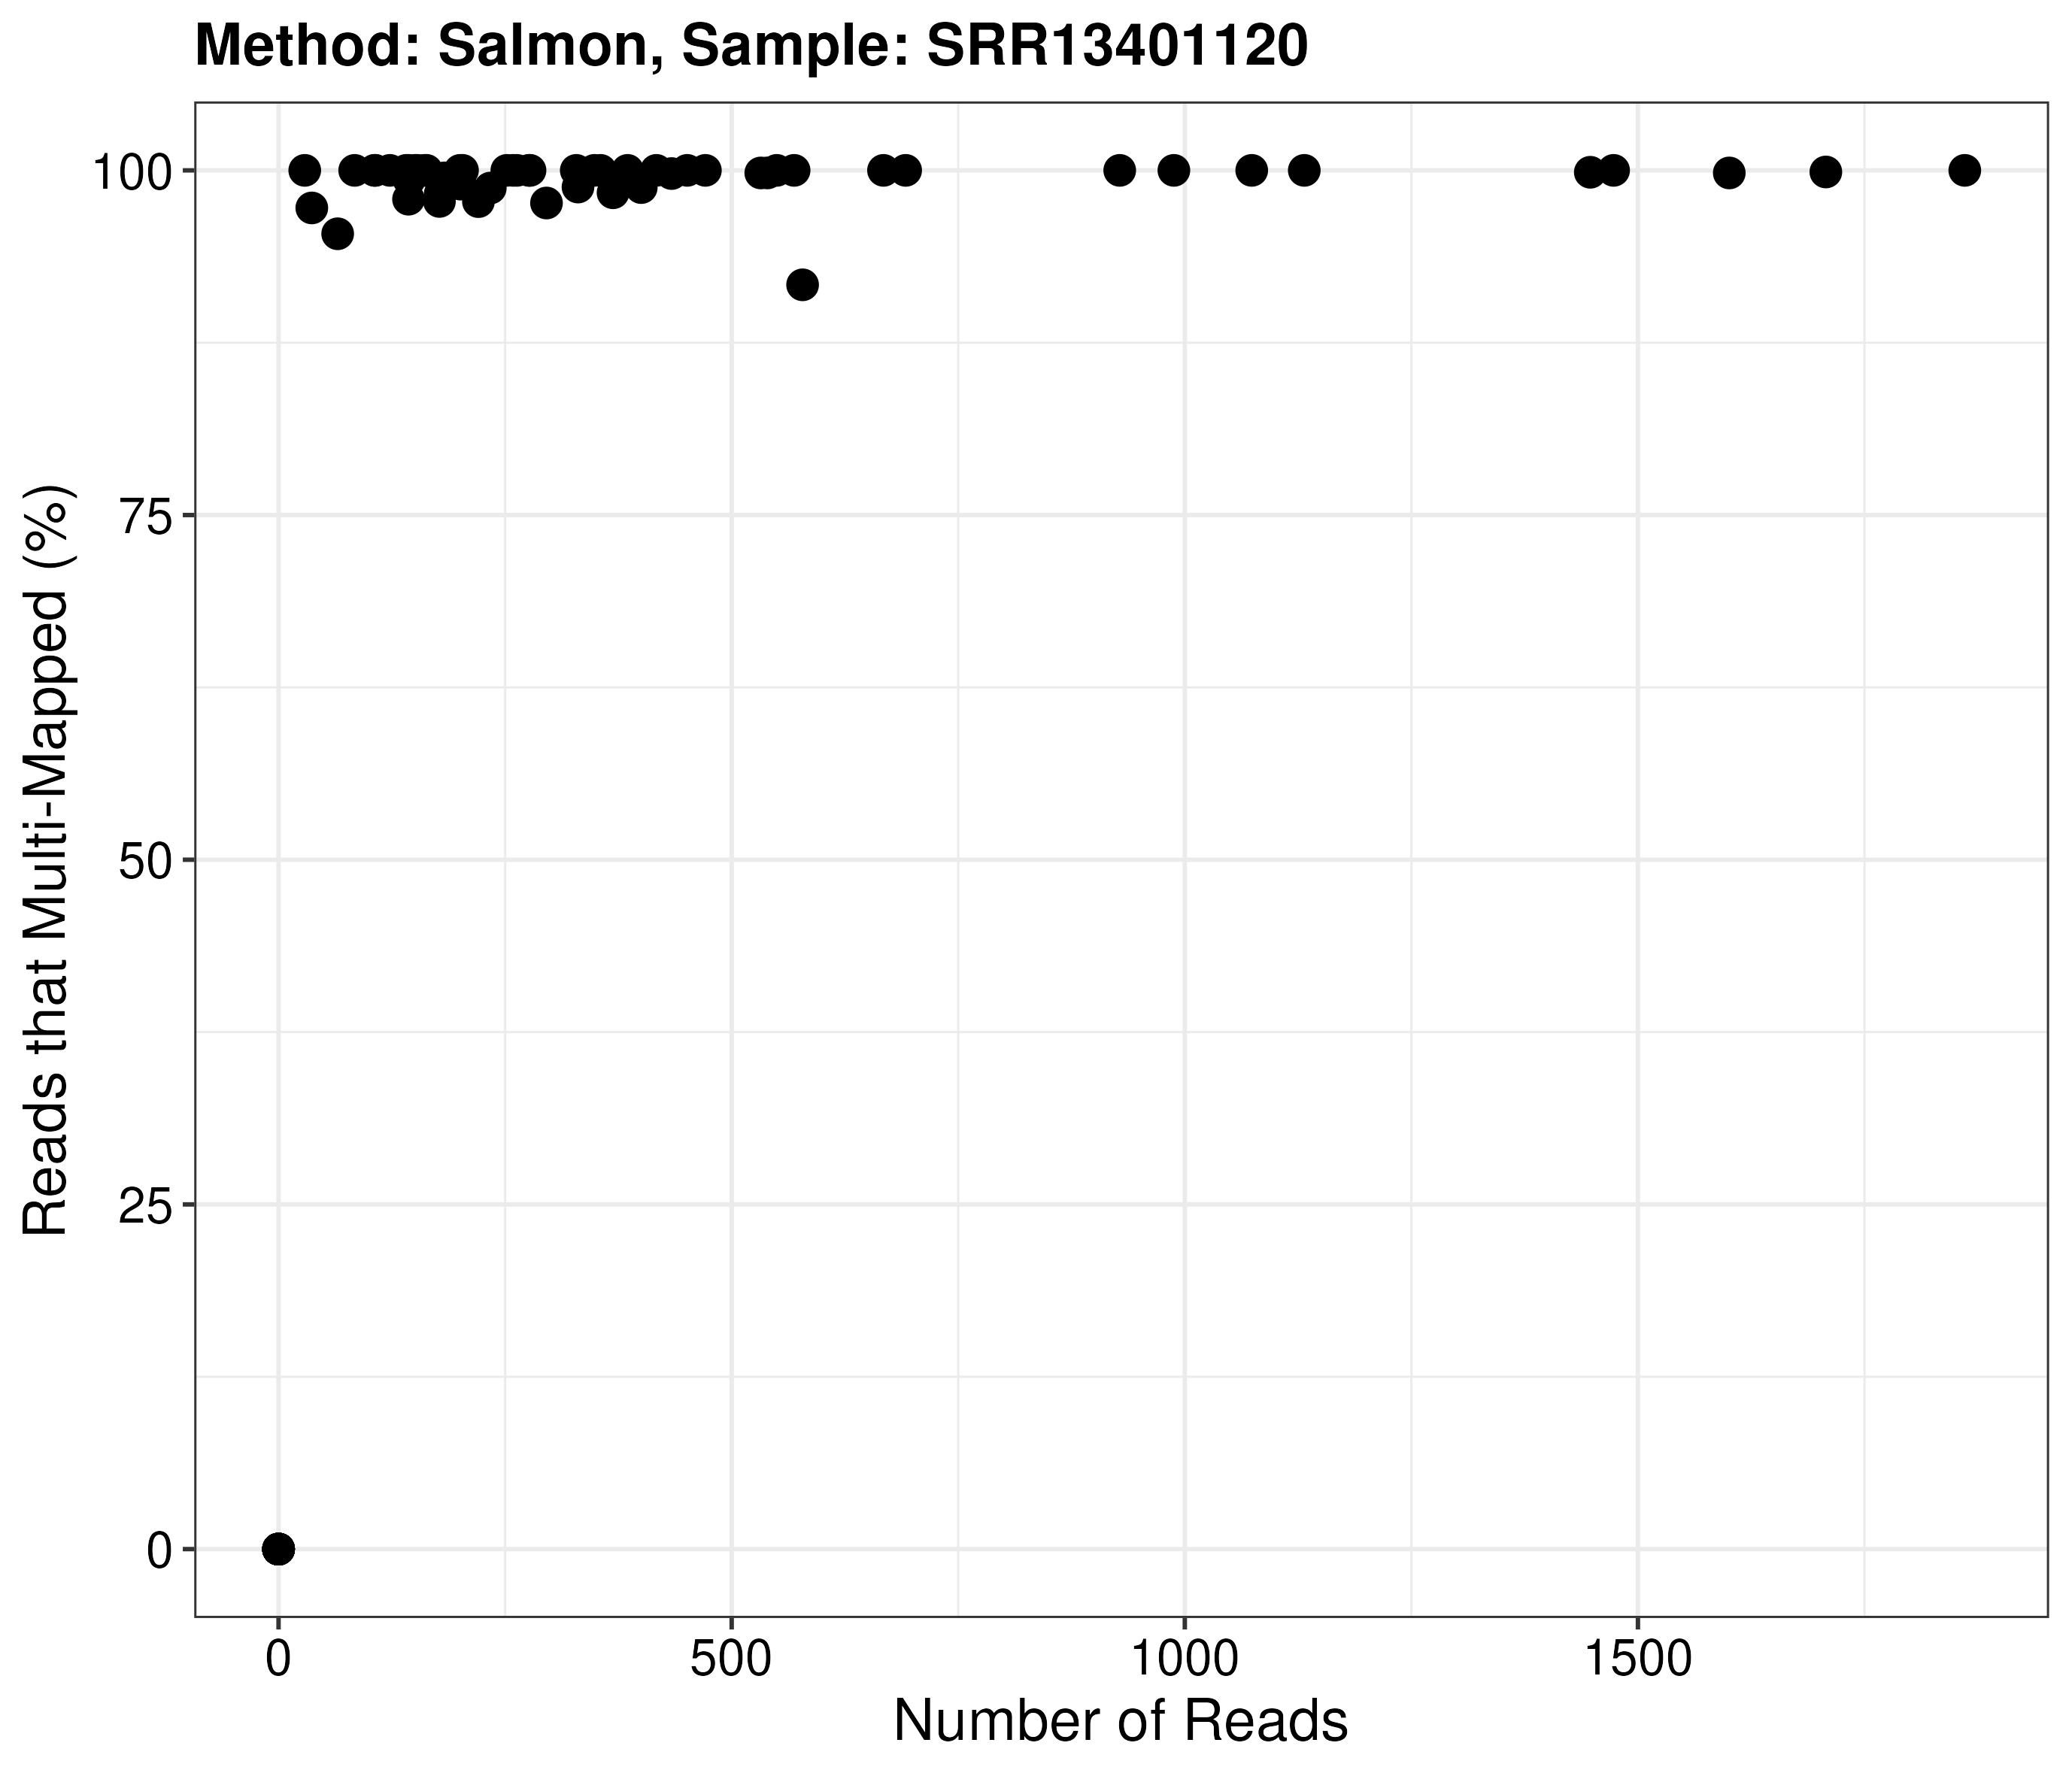 Method: Salmon, Sample: SRR13401120
Reads that Multi-Mapped (%)
100
75
50
25
0
0 500 1000 1500
Number of Reads